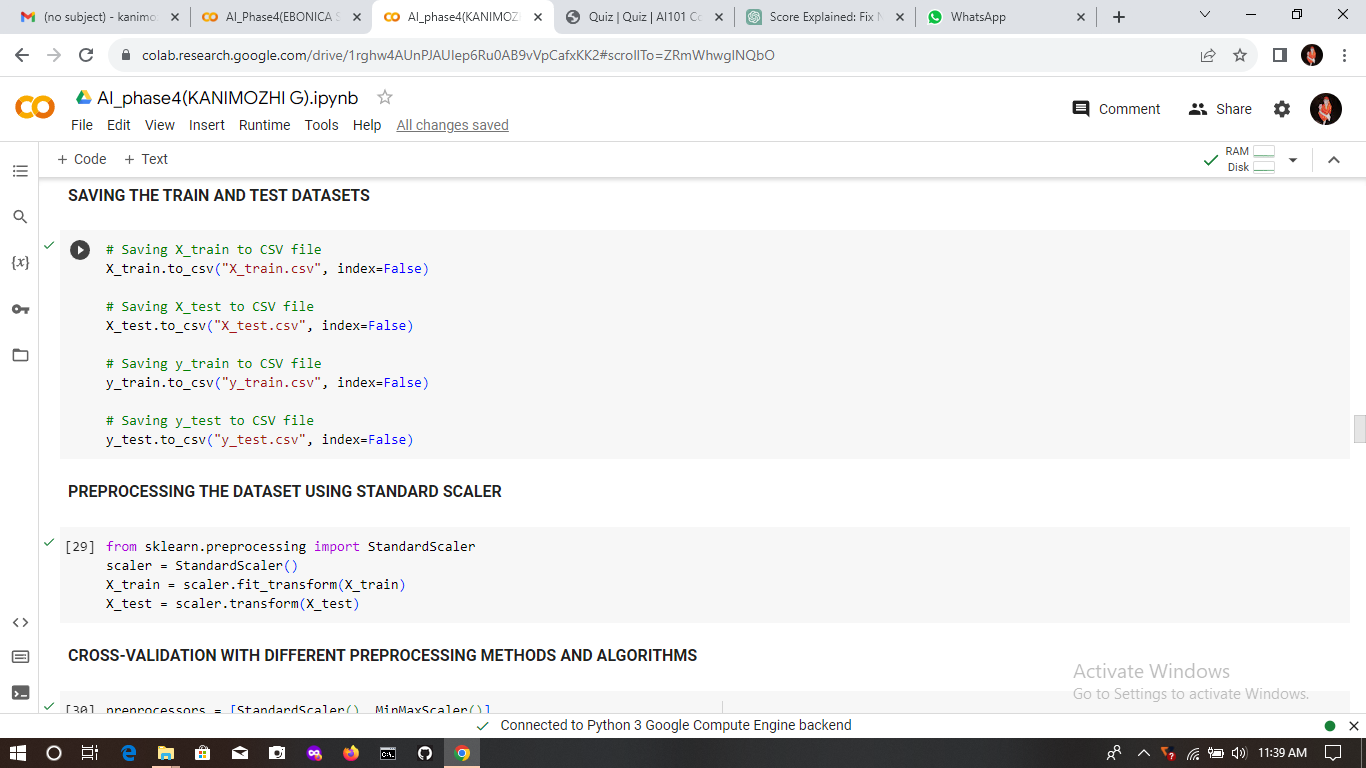 (no subject) - kanimo
AI_Phase4(EBONICA S
AI_phase4(KANIMOZ
Quiz | Quiz | AI101 Co
Score Explained: Fix N
WhatsApp
colab.research.google.com/drive/1rghw4AUnPJAUlep6Ru0AB9vVpCafxKK2#scrollTo=ZRmWhwglNQbO
CO
AI_phase4(KANIMOZHI G).ipynb
Comment
Share
File Edit View Insert Runtime Tools Help All changes saved
+ Code + Text
RAM
Disk
SAVING THE TRAIN AND TEST DATASETS
{x}
# Saving X_train to CSV file
X_train.to_csv("X_train.csv", index=False)
# Saving X_test to CSV file
X_test.to_csv("X_test.csv", index=False)
# Saving y_train to CSV file
y_train.to_csv("y_train.csv", index=False)
# Saving y_test to CSV file
y_test.to_csv("y_test.csv", index=False)
PREPROCESSING THE DATASET USING STANDARD SCALER
[29] from sklearn.preprocessing import StandardScaler
scaler = StandardScaler()
X_train = scaler.fit_transform(X_train)
X_test = scaler.transform(X_test)
CROSS-VALIDATION WITH DIFFERENT PREPROCESSING METHODS AND ALGORITHMS
[30] preprocessors = [StandardScaler(), MinMaxScaler()]
Activate Windows
Go to Settings to activate Windows.
Connected to Python 3 Google Compute Engine backend
11:39 AM